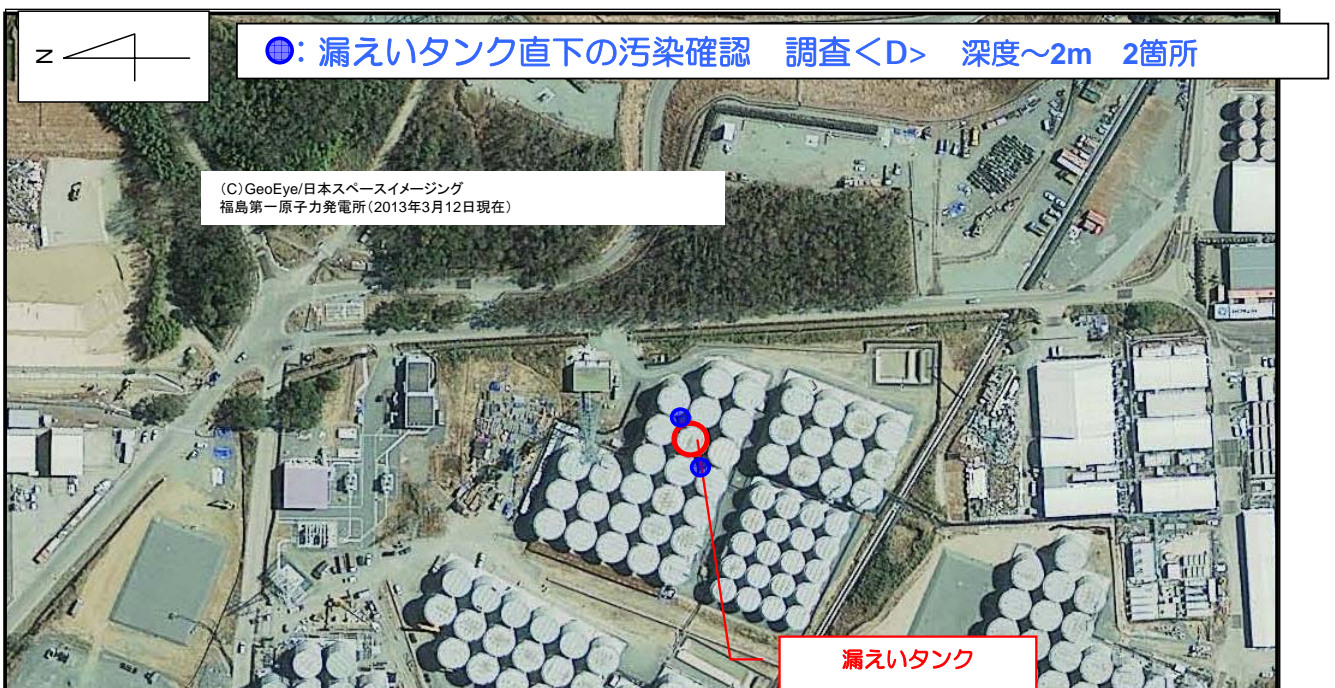 N
●: 漏えいタンク直下の汚染確認 調査<D> 深度～2m 2箇所
(C)GeoEye/日本スペースイメージング
福島第一原子力発電所(2013年3月12日現在)
漏えいタンク